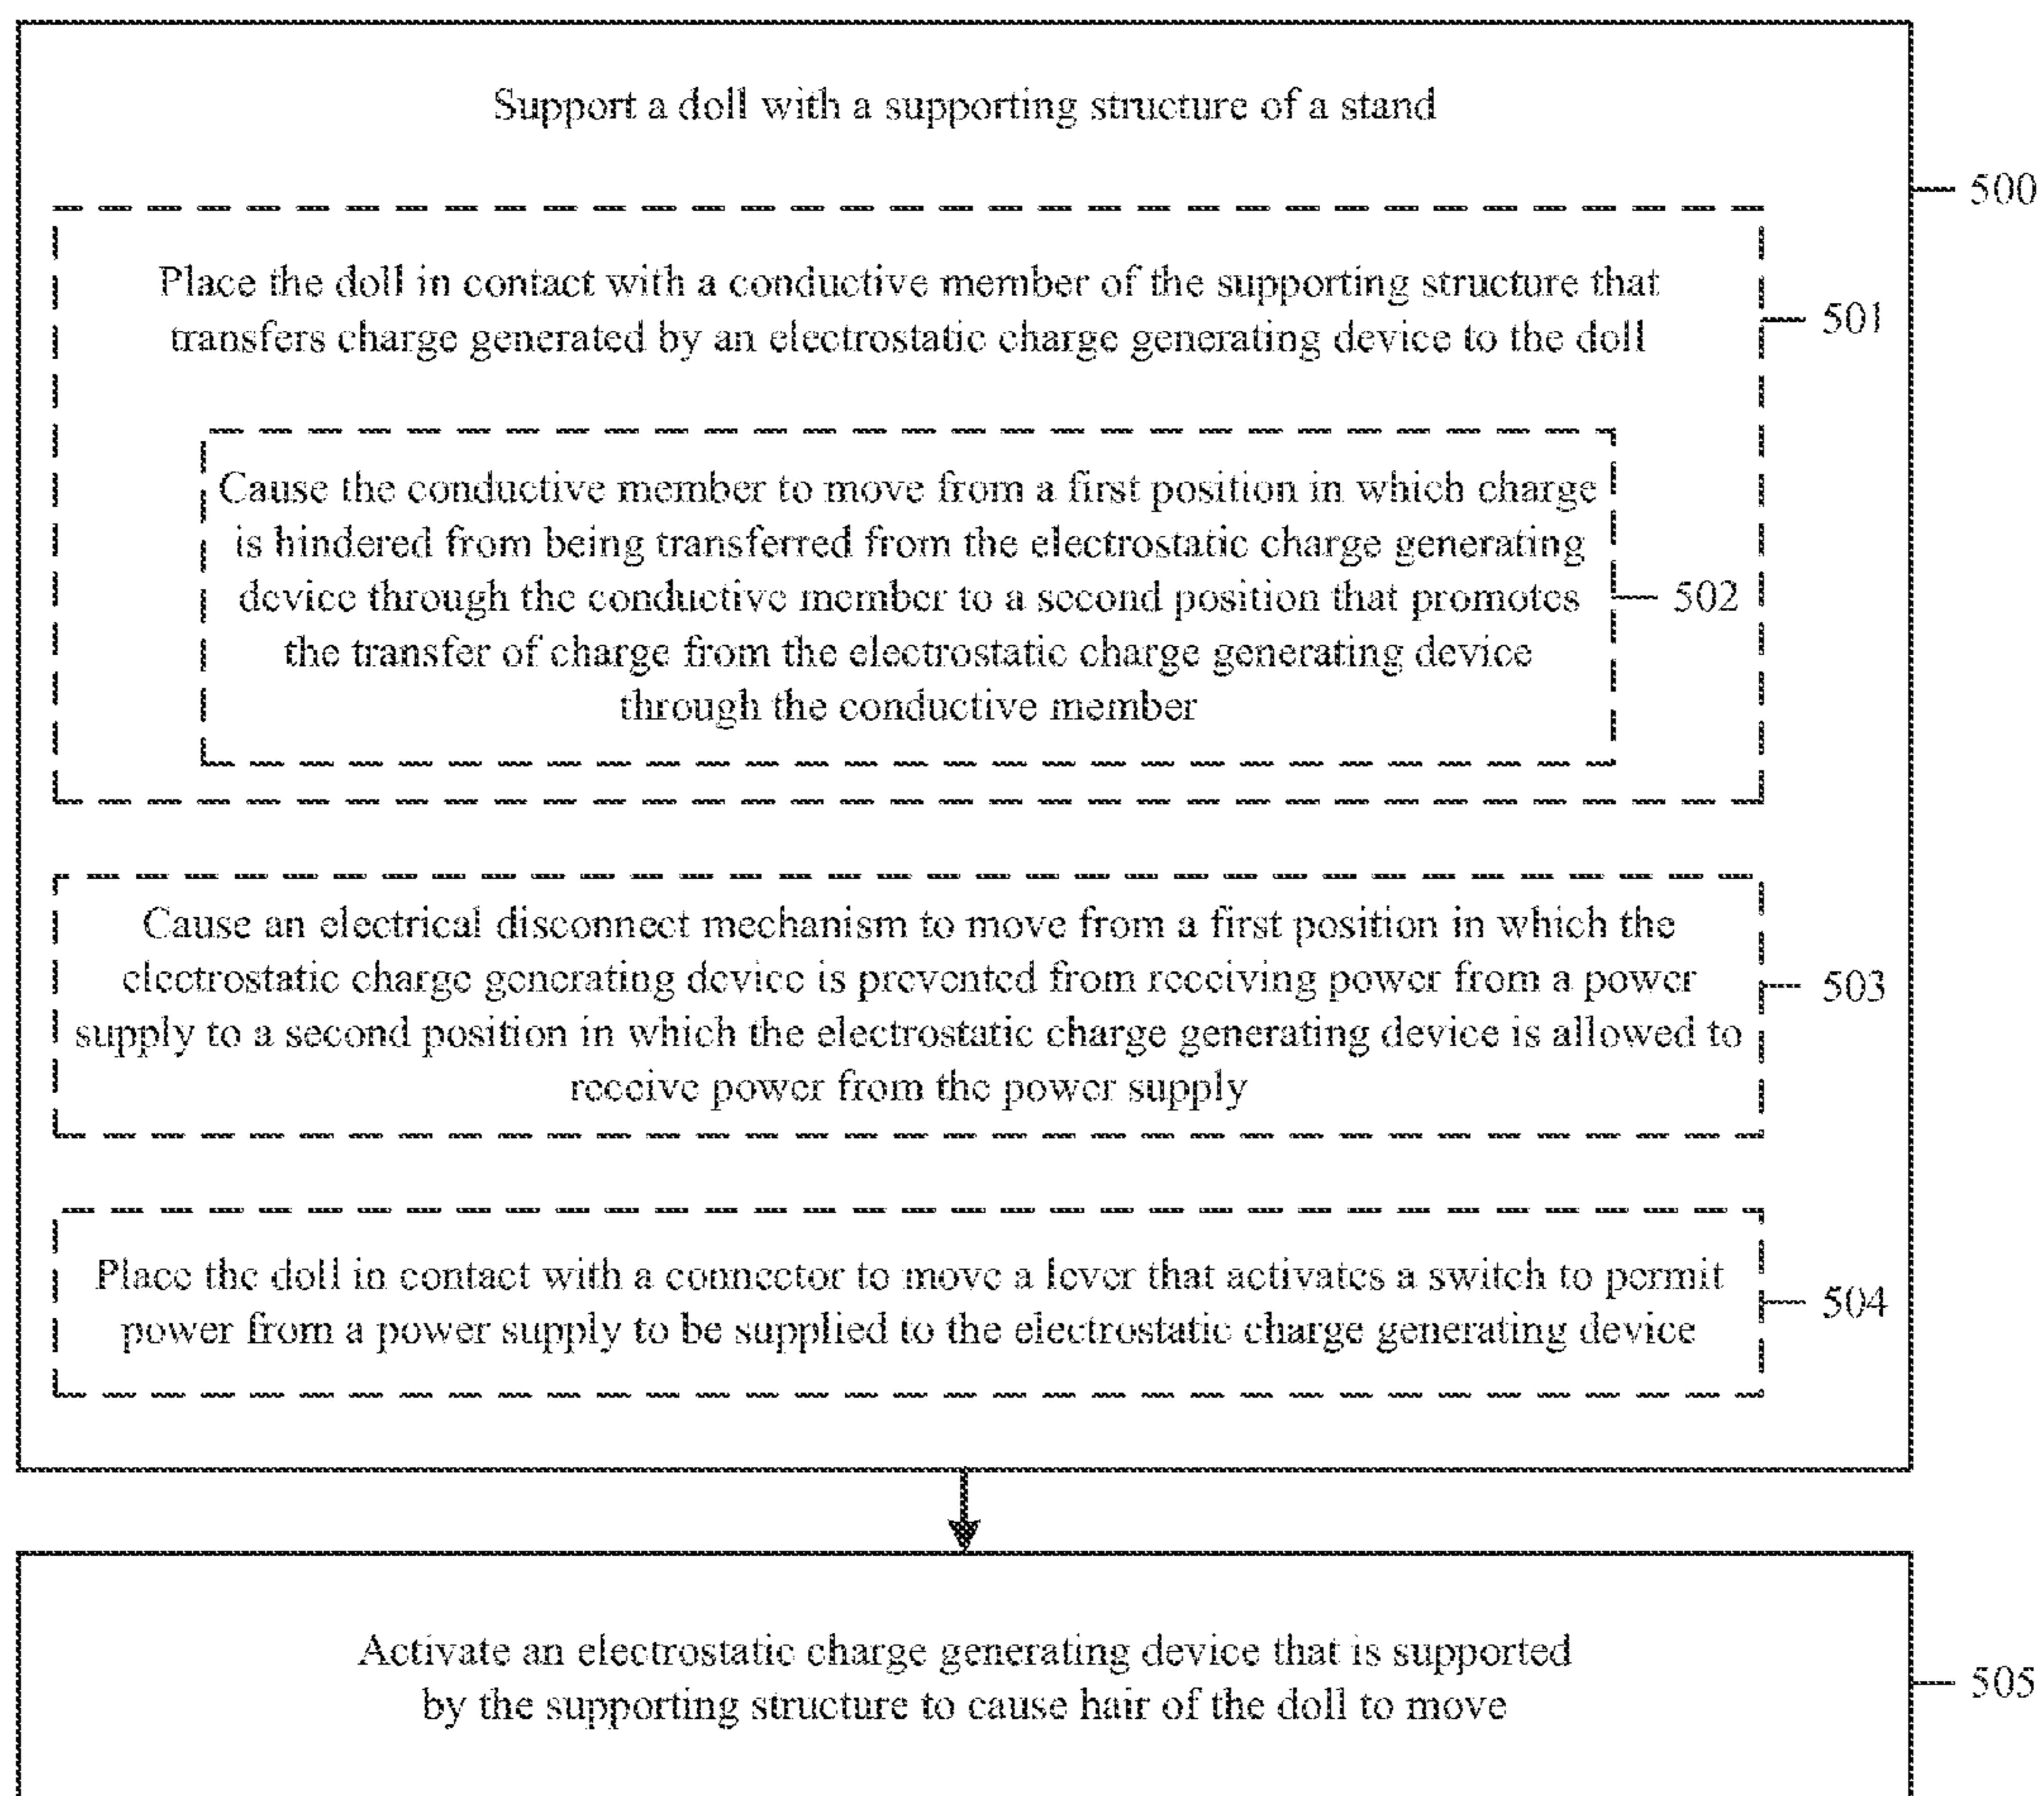 Support a doll with a supporting structure of a stand
500
Place the doll in contact with a conductive member of the supporting structure that
transfers charge generated by an electrostatic charge generating device to the doll
501
Cause the conductive member to move from a first position in which charge
is hindered from being transferred from the electrostatic charge generating
device through the conductive member to a second position that promotes
the transfer of charge from the electrostatic charge generating device
through the conductive member
502
Cause an electrical disconnect mechanism to move from a first position in which the
electrostatic charge generating device is prevented from receiving power from a power
supply to a second position in which the electrostatic charge generating device is allowed to
receive power from the power supply
503
Place the doll in contact with a connector to move a lever that activates a switch to permit
power from a power supply to be supplied to the electrostatic charge generating device
504
Activate an electrostatic charge generating device that is supported
by the supporting structure to cause hair of the doll to move
505